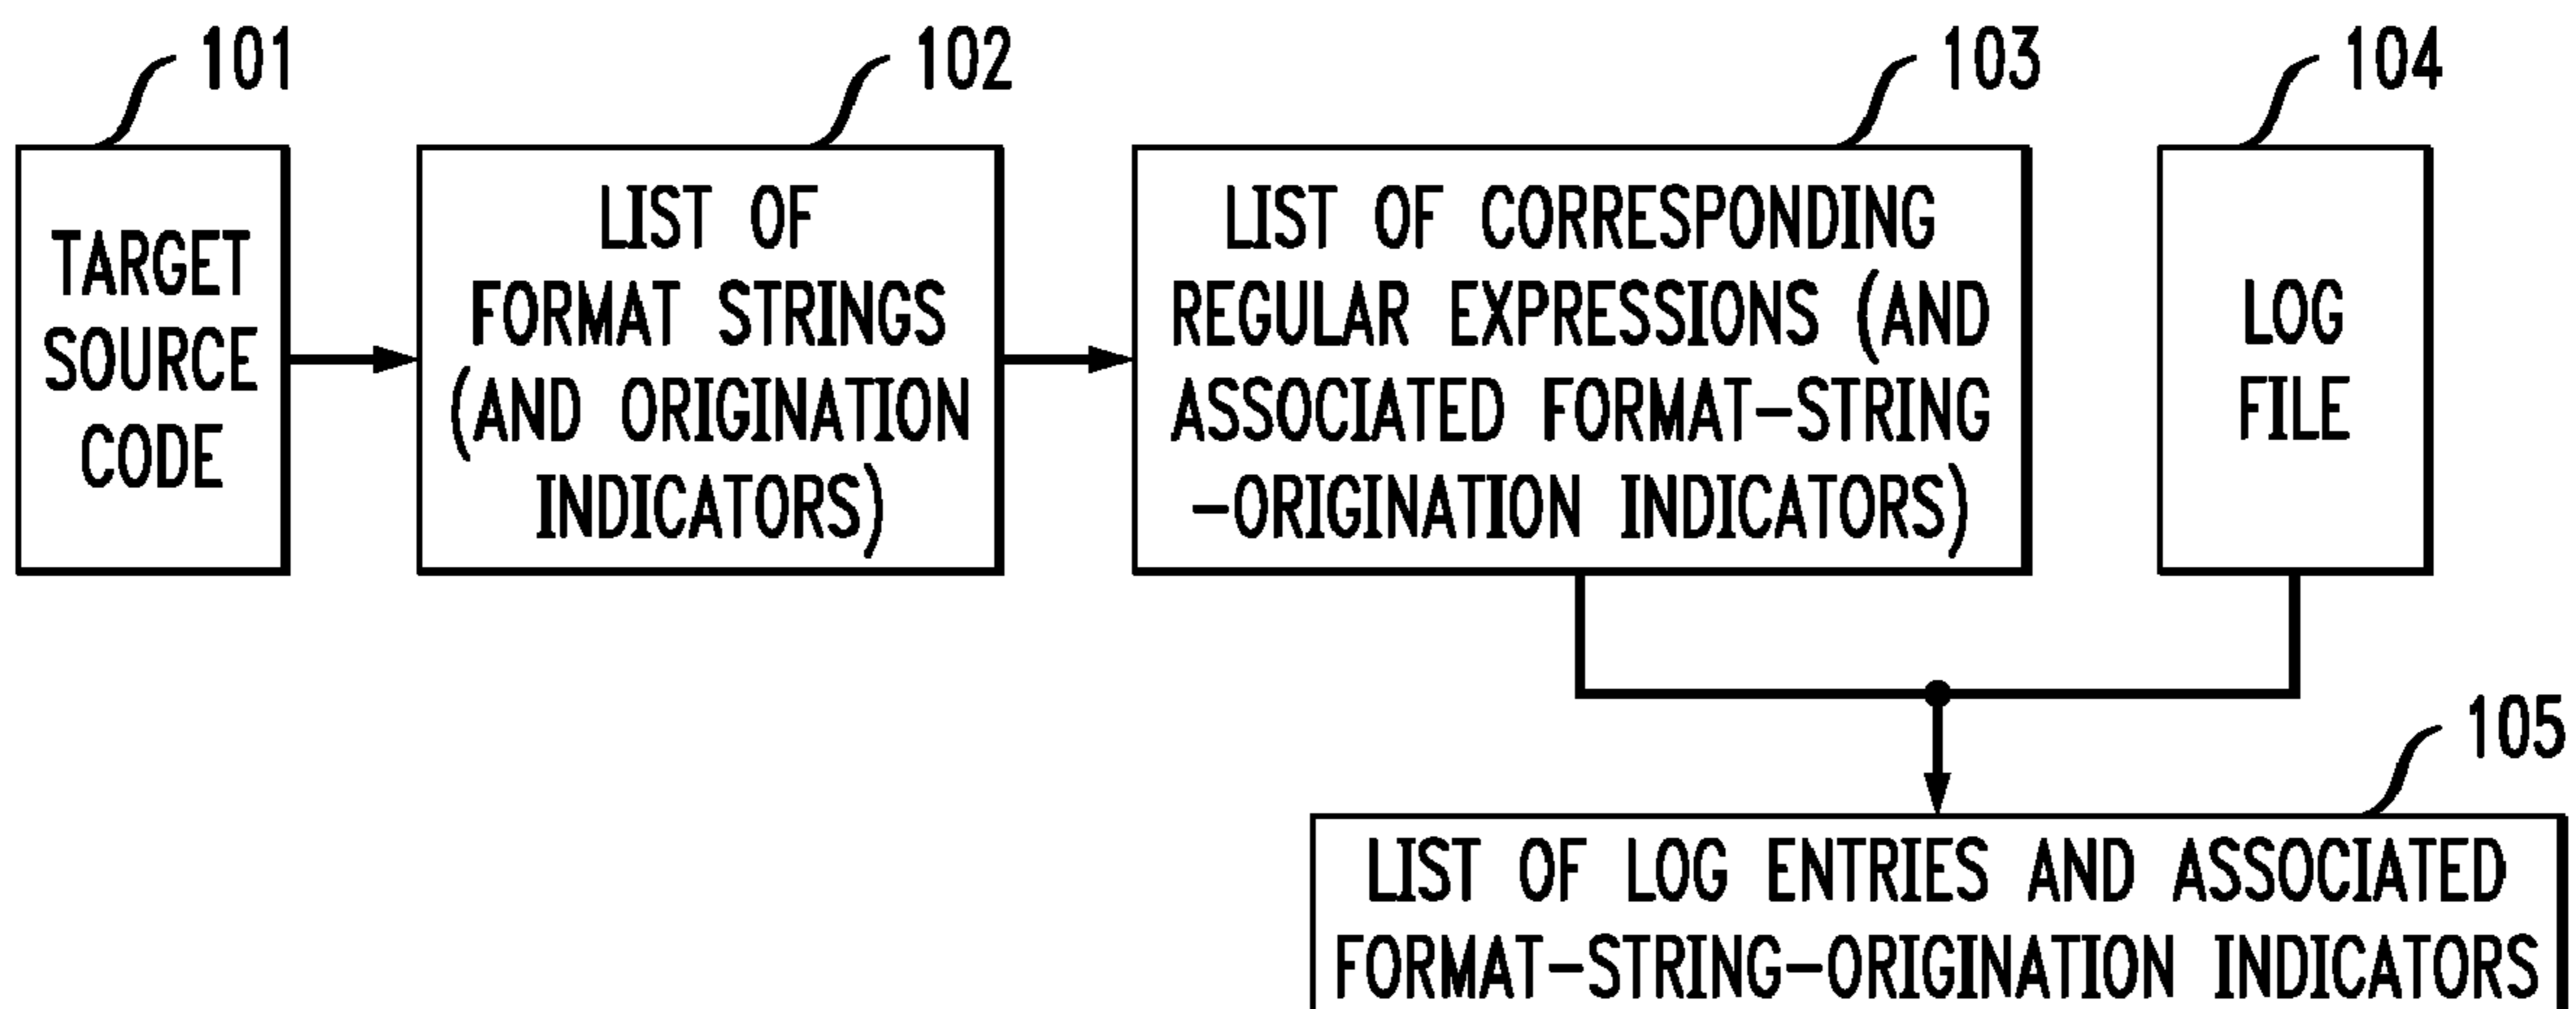 101
102
103
104
TARGET
SOURCE
CODE
LIST OF
FORMAT STRINGS
(AND ORIGINATION
INDICATORS)
LIST OF CORRESPONDING
REGULAR EXPRESSIONS (AND
ASSOCIATED FORMAT-STRING
-ORIGINATION INDICATORS)
LOG
FILE
105
LIST OF LOG ENTRIES AND ASSOCIATED
FORMAT-STRING-ORIGINATION INDICATORS